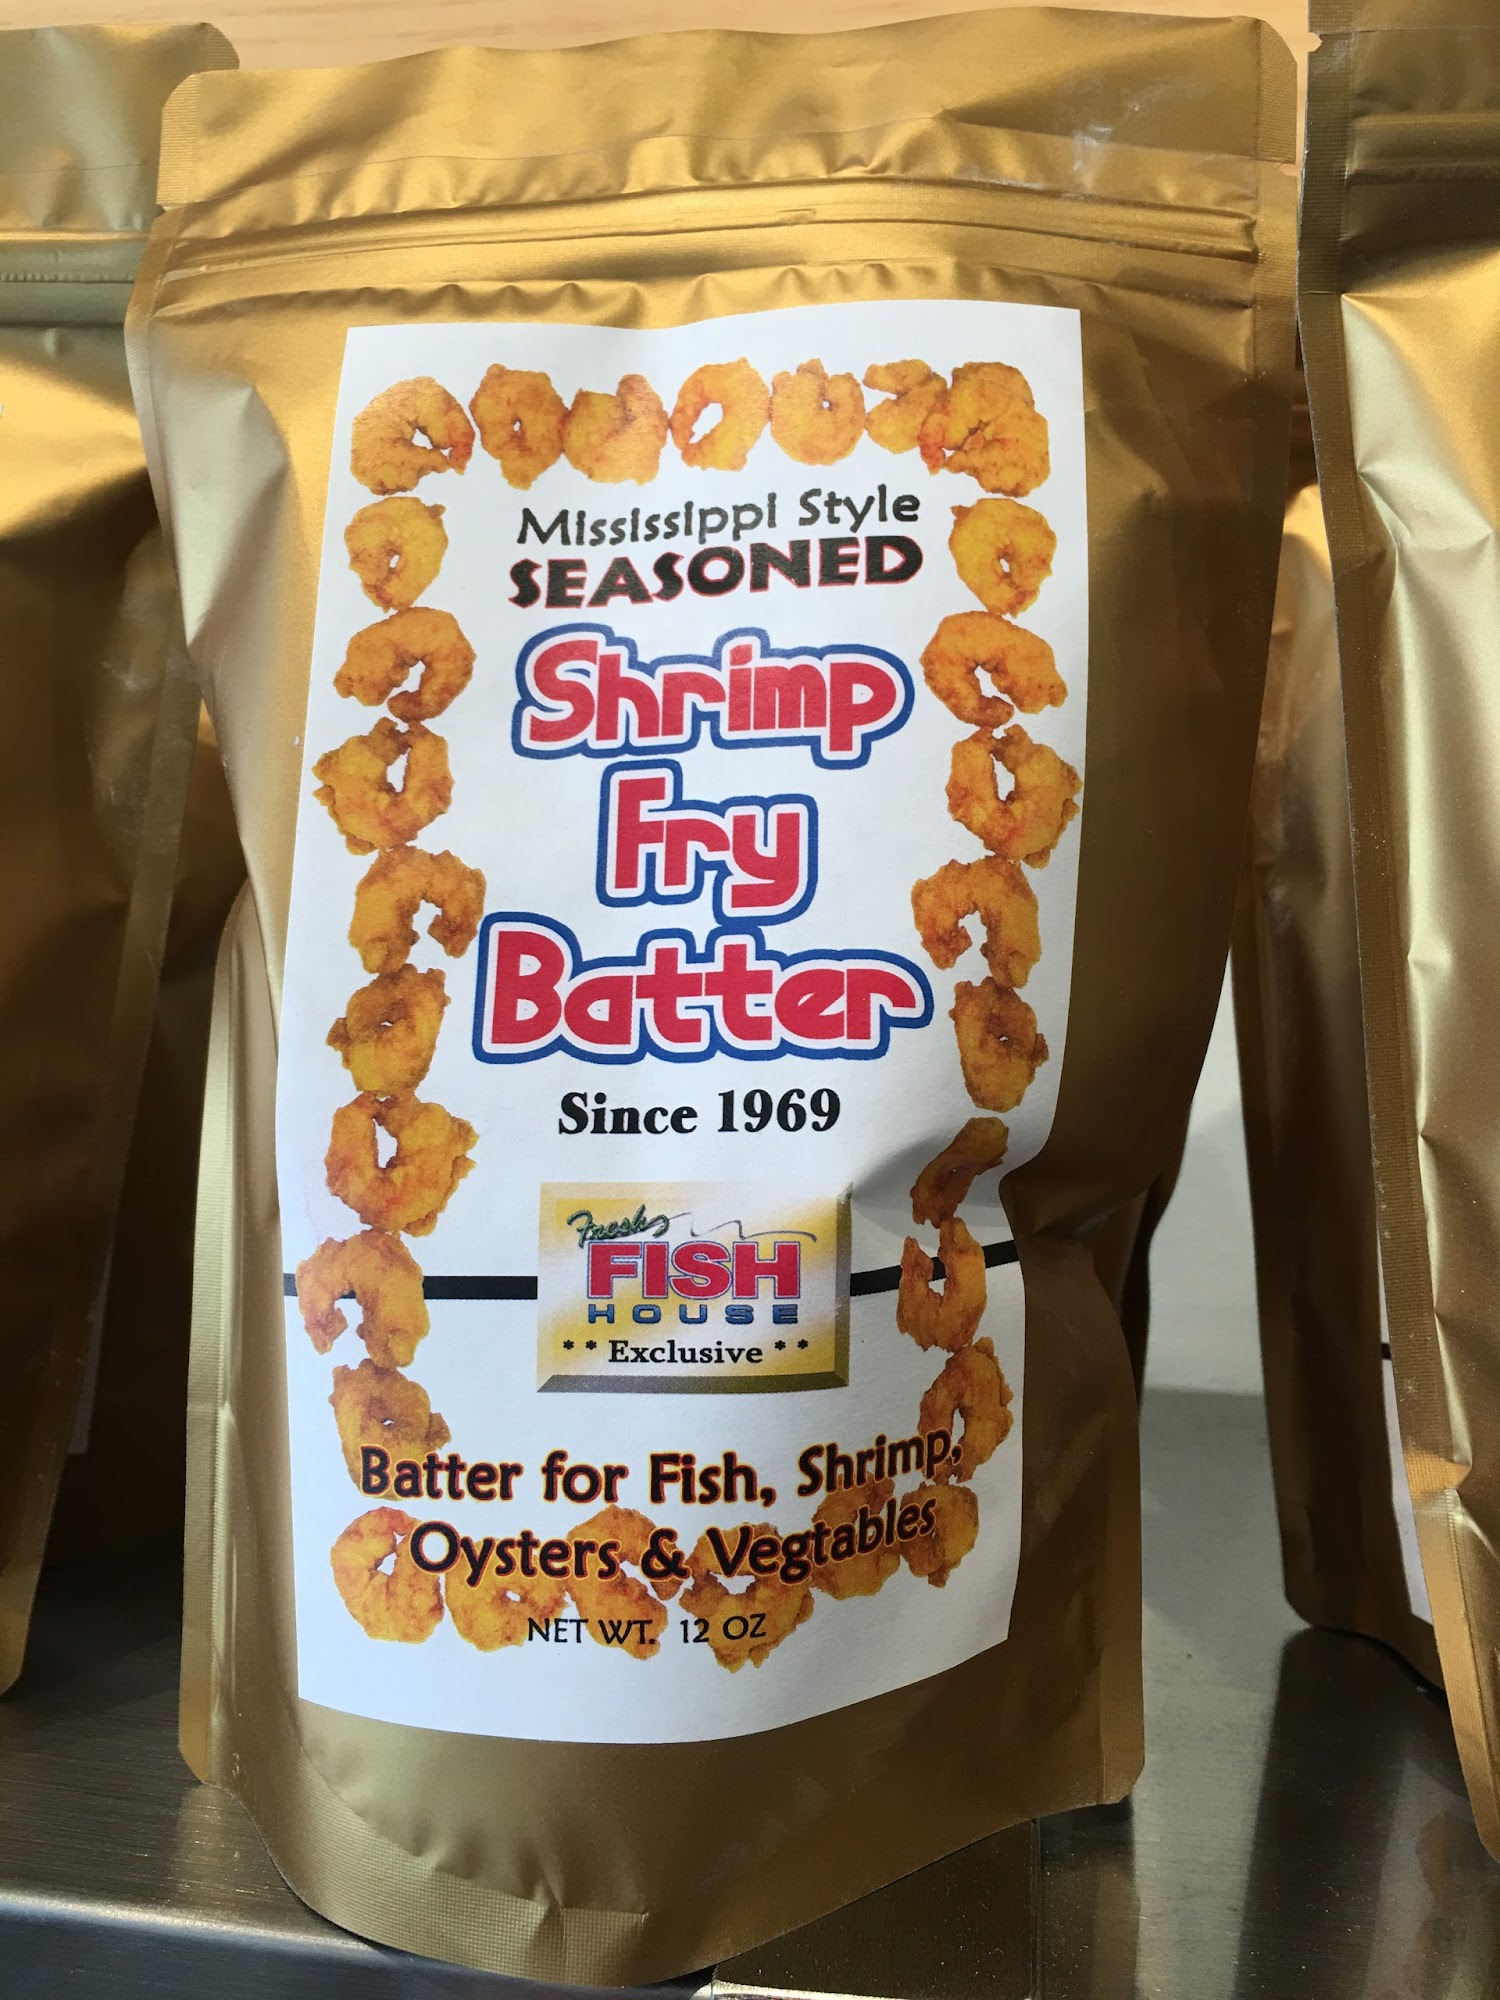 Mississippi Style
SEASONED
Shrimp
Fry
Batter
Since 1969
Fresh
FISH
HOUSE
* * Exclusive * *
Batter for Fish, Shrimp,
Oysters & Vegtables
NET WT. 12 OZ